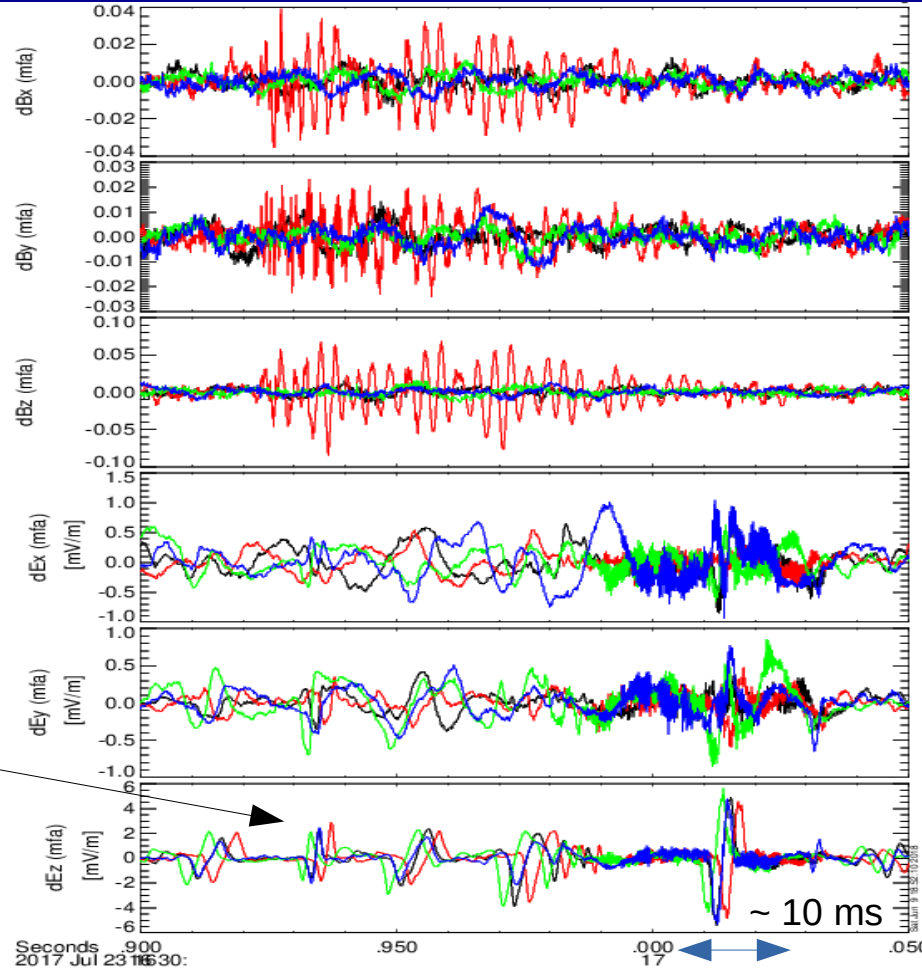 0.04
0.02
0.00
-0.02
-0.04
dBx (mfa)
0.03
0.02
0.01
0.00
-0.01
-0.02
-0.03
dBy (mfa)
0.10
0.05
0.00
-0.05
-0.10
dBz (mfa)
1.5
1.0
0.5
0.0
-0.5
-1.0
dEx (mfa)
[mV/m]
1.0
0.5
0.0
-0.5
-1.0
dEy (mfa)
[mV/m]
6
4
2
0
-2
-4
-6
dEz (mfa)
[mV/m]
~ 10 ms
Seconds .900 .950 .000 .050
2017 Jul 23 30: 17